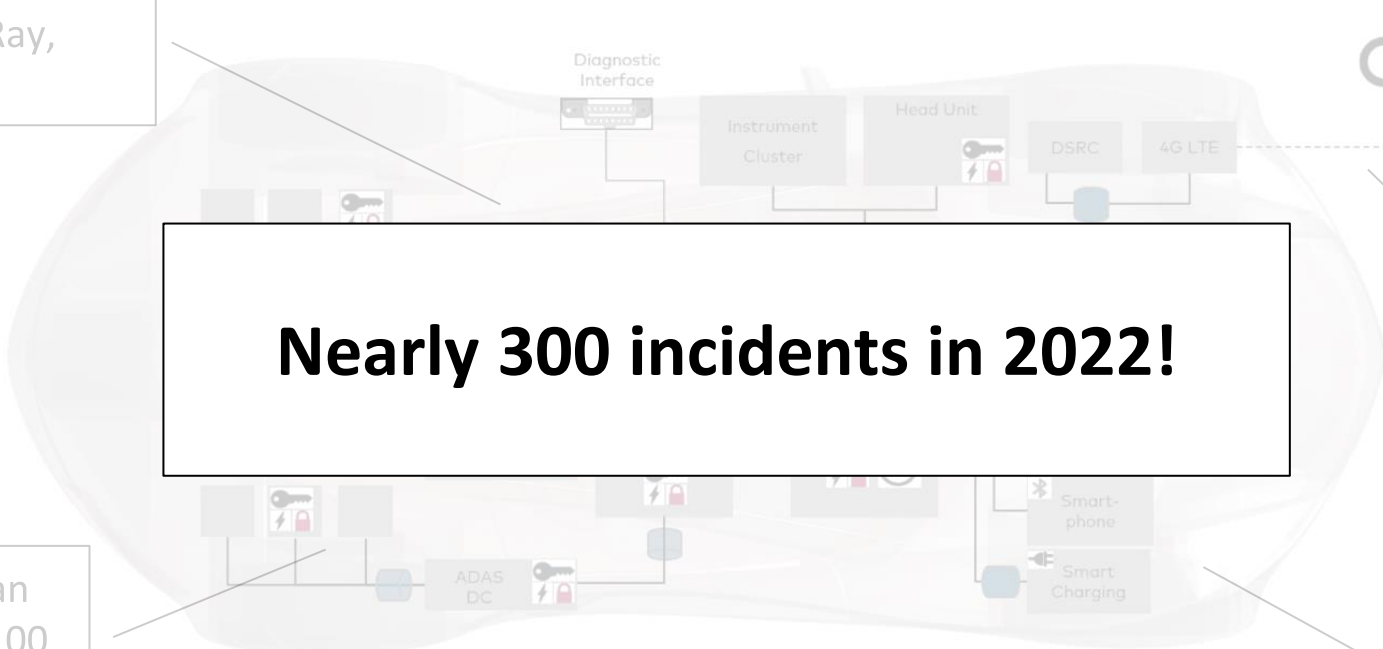 Ray,
Diagnostic
Interface
Instrument
Cluster
Head Unit
DSRC
4G LTE
Nearly 300 incidents in 2022!
Smart-
phone
Smart
Charging
ADAS
DC
an
00